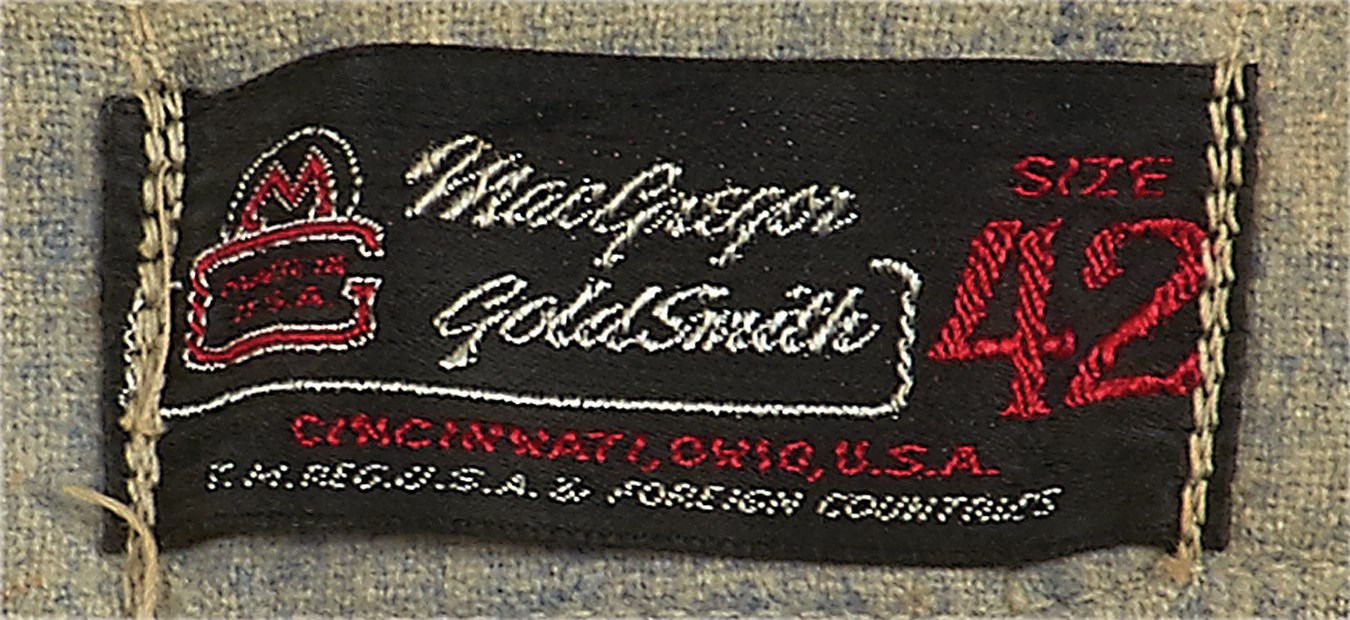 M
MADE IN
U.S.A.
MacGregor
GoldSmith
SIZE
42
CINCINNATI, OHIO, U.S.A.
T.M.REG.U.S.A. & FOREIGN COUNTRIES